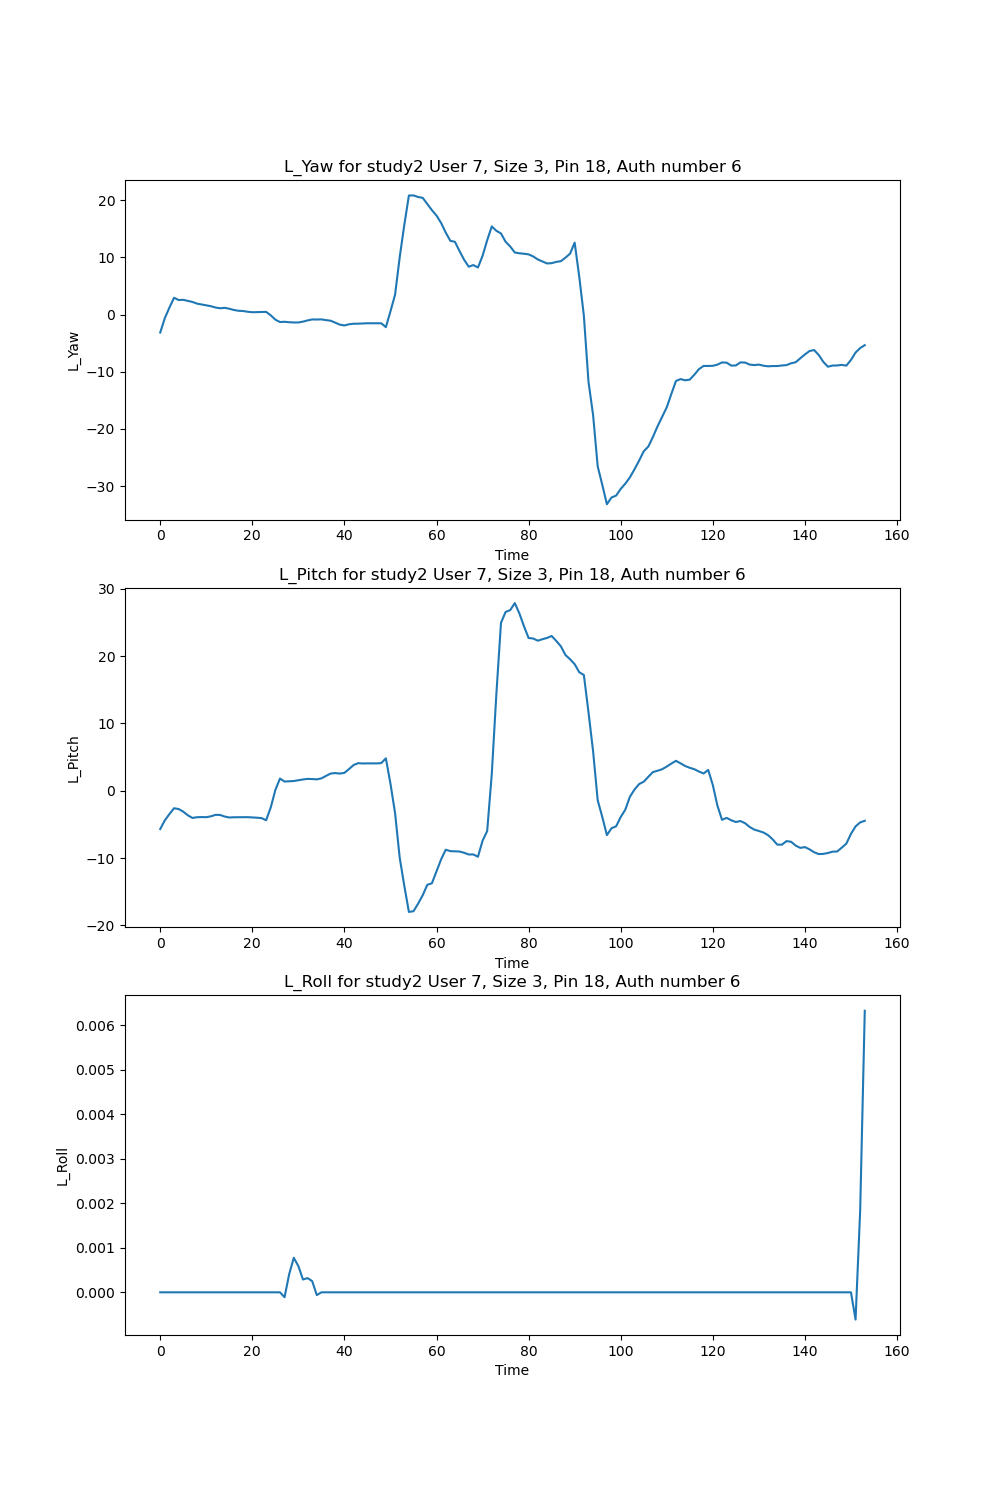 L_Yaw for study2 User 7, Size 3, Pin 18, Auth number 6
20
10
0
−10
−20
−30
L_Yaw
0 20 40 60 80 100 120 140 160
Time
L_Pitch for study2 User 7, Size 3, Pin 18, Auth number 6
30
20
10
0
−10
−20
L_Pitch
0 20 40 60 80 100 120 140 160
Time
L_Roll for study2 User 7, Size 3, Pin 18, Auth number 6
0.006
0.005
0.004
0.003
0.002
0.001
0.000
L_Roll
0 20 40 60 80 100 120 140 160
Time